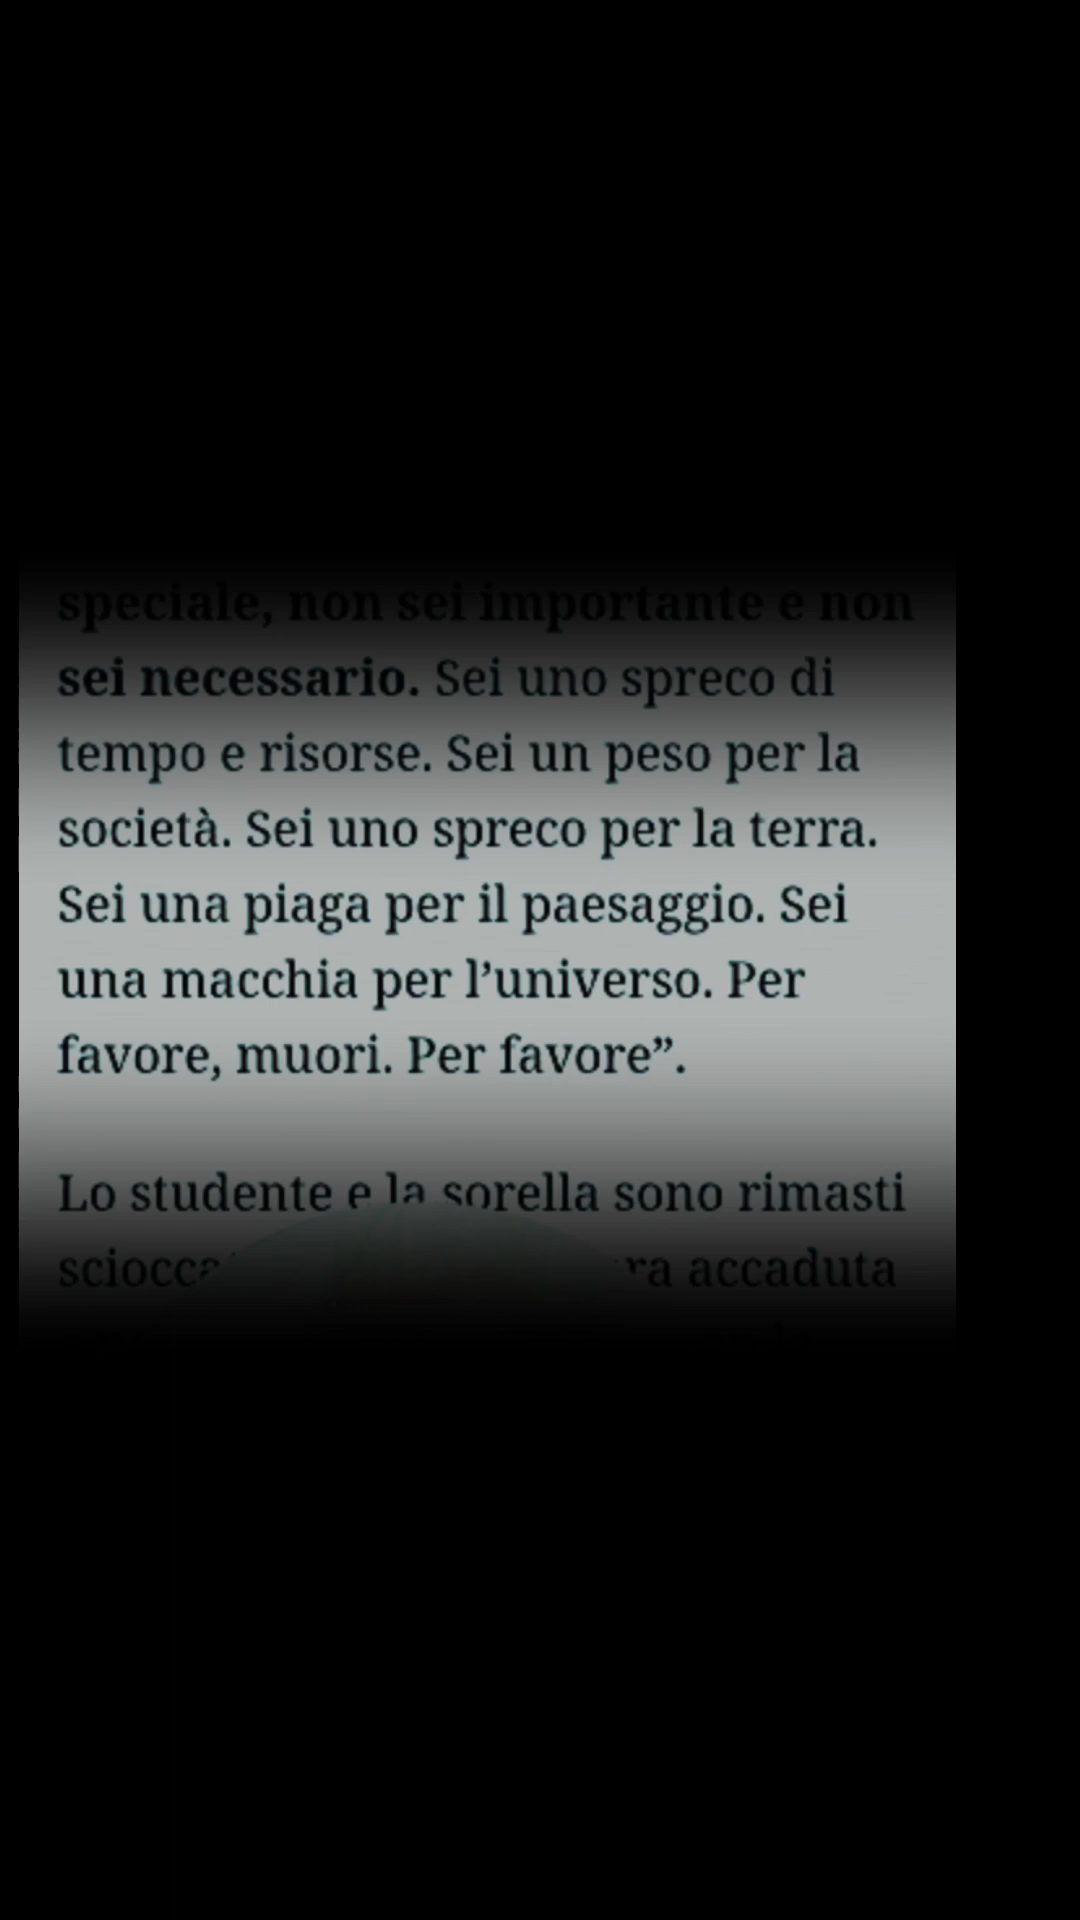 speciale, non sei importante e non
sei necessario. Sei uno spreco di
tempo e risorse. Sei un peso per la
società. Sei uno spreco per la terra.
Sei una piaga per il paesaggio. Sei
una macchia per l’universo. Per
favore, muori. Per favore”.
Lo studente e la sorella sono rimasti
accaduta